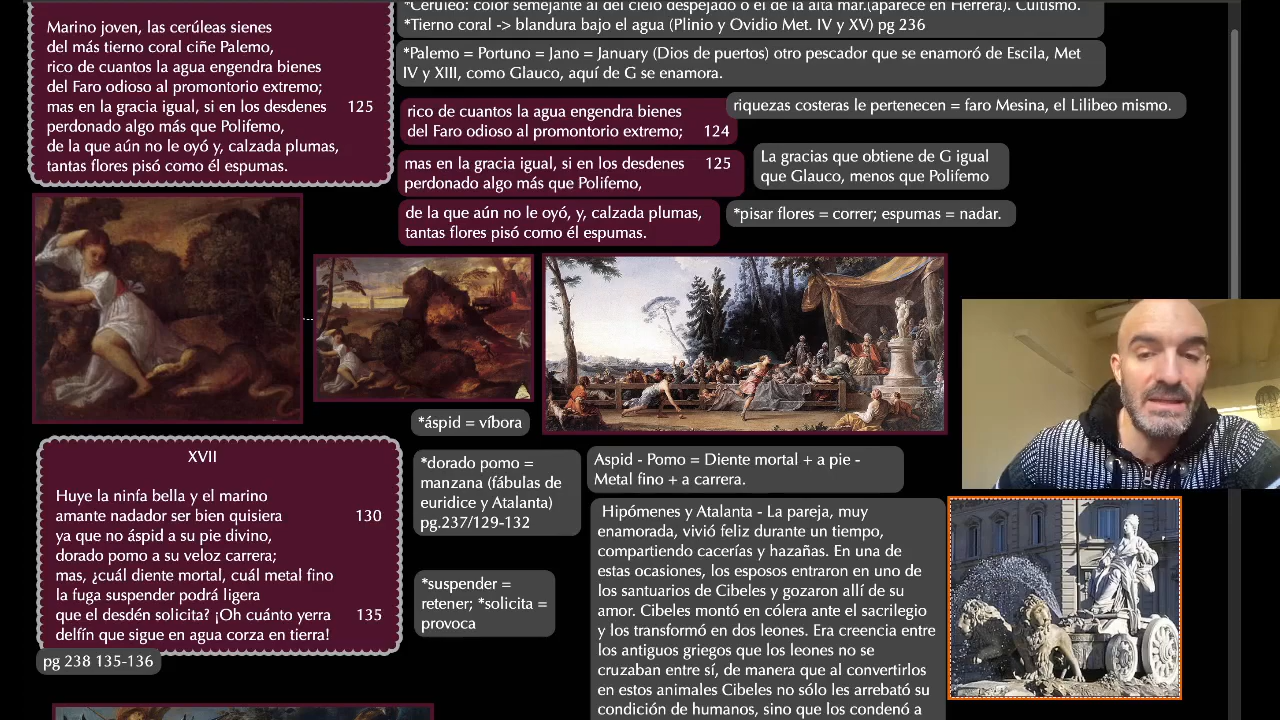 Marino joven, las cerúleas sienes
del más tierno coral ciñe Palemo,
rico de cuantos la agua engendra bienes
del Faro odioso al promontorio extremo;
mas en la gracia igual, si en los desdenes 125
perdonado algo más que Polifemo,
de la que aún no le oyó y, calzada plumas,
tantas flores pisó como él espumas.
*Cerúleo: color semejante al del cielo despejado o el de la alta mar.(aparece en Herrera). Cultismo.
*Tierno coral -> blandura bajo el agua (Plinio y Ovidio Met. IV y XV) pg 236
*Palemo = Portuno = Jano = January (Dios de puertos) otro pescador que se enamoró de Escila, Met
IV y XIII, como Glauco, aquí de G se enamora.
rico de cuantos la agua engendra bienes
del Faro odioso al promontorio extremo; 124
riquezas costeras le pertenecen = faro Mesina, el Lilibeo mismo.
mas en la gracia igual, si en los desdenes 125
perdonado algo más que Polifemo,
La gracias que obtiene de G igual
que Glauco, menos que Polifemo
de la que aún no le oyó, y, calzada plumas,
tantas flores pisó como él espumas.
*pisar flores = correr; espumas = nadar.
XVII
Huye la ninfa bella y el marino
amante nadador ser bien quisiera 130
ya que no áspid a su pie divino,
dorado pomo a su veloz carrera;
mas, ¿cuál diente mortal, cuál metal fino
la fuga suspender podrá ligera
que el desdén solicita? ¡Oh cuánto yerra 135
delfín que sigue en agua corza en tierra!
pg 238 135-136
*áspid = víbora
*dorado pomo =
manzana (fábulas de
euridice y Atalanta)
pg.237/129-132
*suspender =
retener; *solicita =
provoca
Aspid - Pomo = Diente mortal + a pie -
Metal fino + a carrera.
Hipómenes y Atalanta - La pareja, muy
enamorada, vivió feliz durante un tiempo,
compartiendo cacerías y hazañas. En una de
estas ocasiones, los esposos entraron en uno de
los santuarios de Cibeles y gozaron allí de su
amor. Cibeles montó en cólera ante el sacrilegio
y los transformó en dos leones. Era creencia entre
los antiguos griegos que los leones no se
cruzaban entre sí, de manera que al convertirlos
en estos animales Cibeles no sólo les arrebató su
condición de humanos, sino que los condenó a